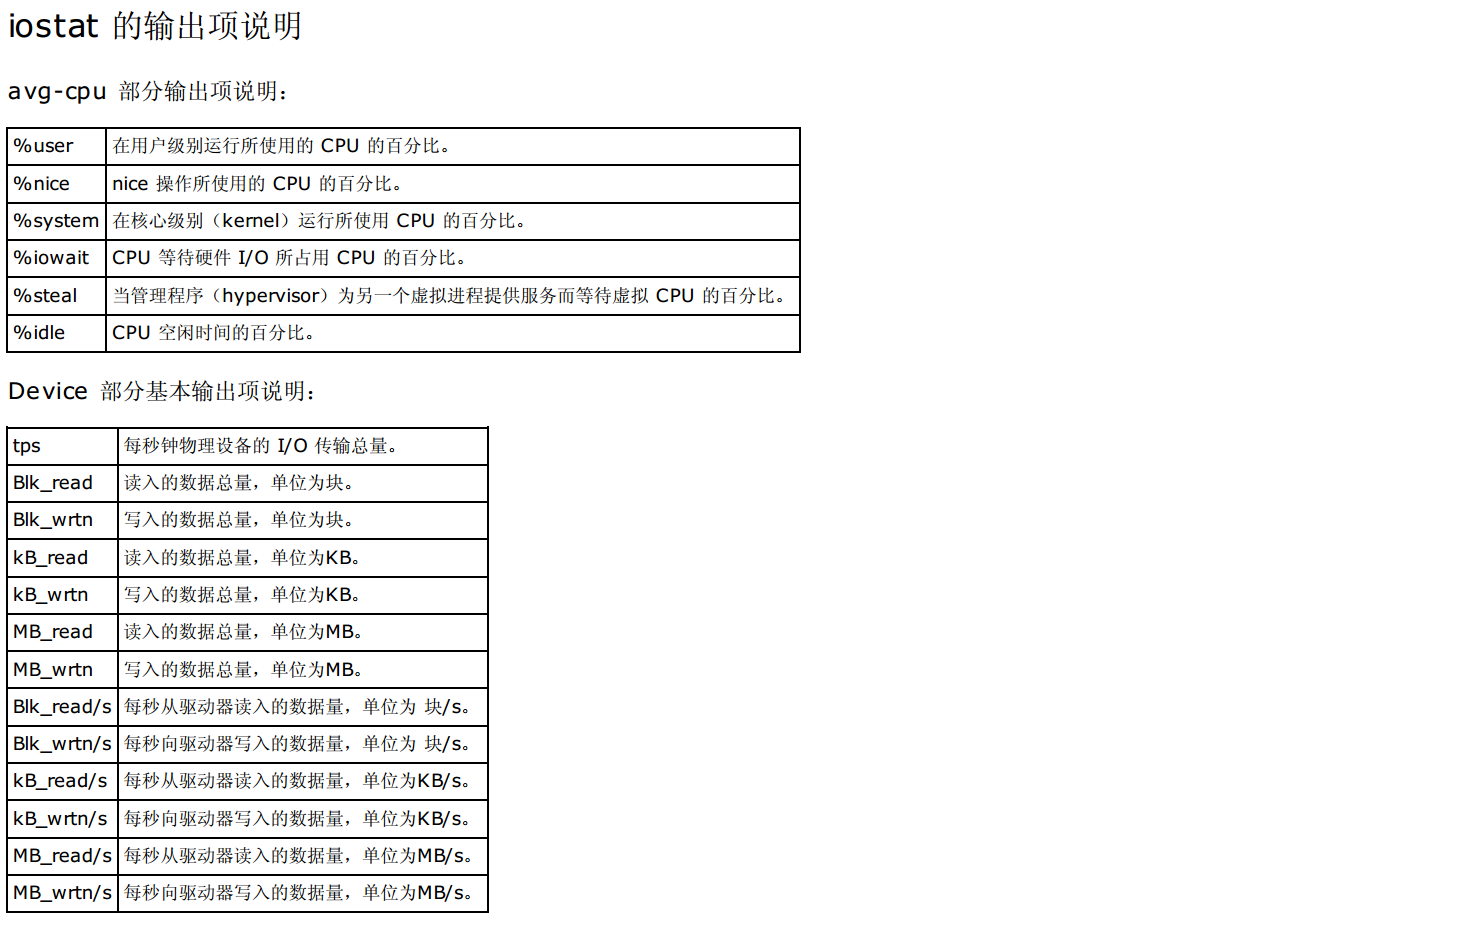 iostat 的输出项说明
avg-cpu 部分输出项说明：
%user 在用户级别运行所使用的 CPU 的百分比。
%nice nice 操作所使用的 CPU 的百分比。
%system 在核心级别（kernel）运行所使用 CPU 的百分比。
%iowait CPU 等待硬件 I/O 所占用 CPU 的百分比。
%steal 当管理程序（hypervisor）为另一个虚拟进程提供服务而等待虚拟 CPU 的百分比。
%idle CPU 空闲时间的百分比。
Device 部分基本输出项说明：
tps 每秒钟物理设备的 I/O 传输总量。
Blk_read 读入的数据总量，单位为块。
Blk_wrtn 写入的数据总量，单位为块。
kB_read 读入的数据总量，单位为KB。
kB_wrtn 写入的数据总量，单位为KB。
MB_read 读入的数据总量，单位为MB。
MB_wrtn 写入的数据总量，单位为MB。
Blk_read/s 每秒从驱动器读入的数据量，单位为 块/s。
Blk_wrtn/s 每秒向驱动器写入的数据量，单位为 块/s。
kB_read/s 每秒从驱动器读入的数据量，单位为KB/s。
kB_wrtn/s 每秒向驱动器写入的数据量，单位为KB/s。
MB_read/s 每秒从驱动器读入的数据量，单位为MB/s。
MB_wrtn/s 每秒向驱动器写入的数据量，单位为MB/s。